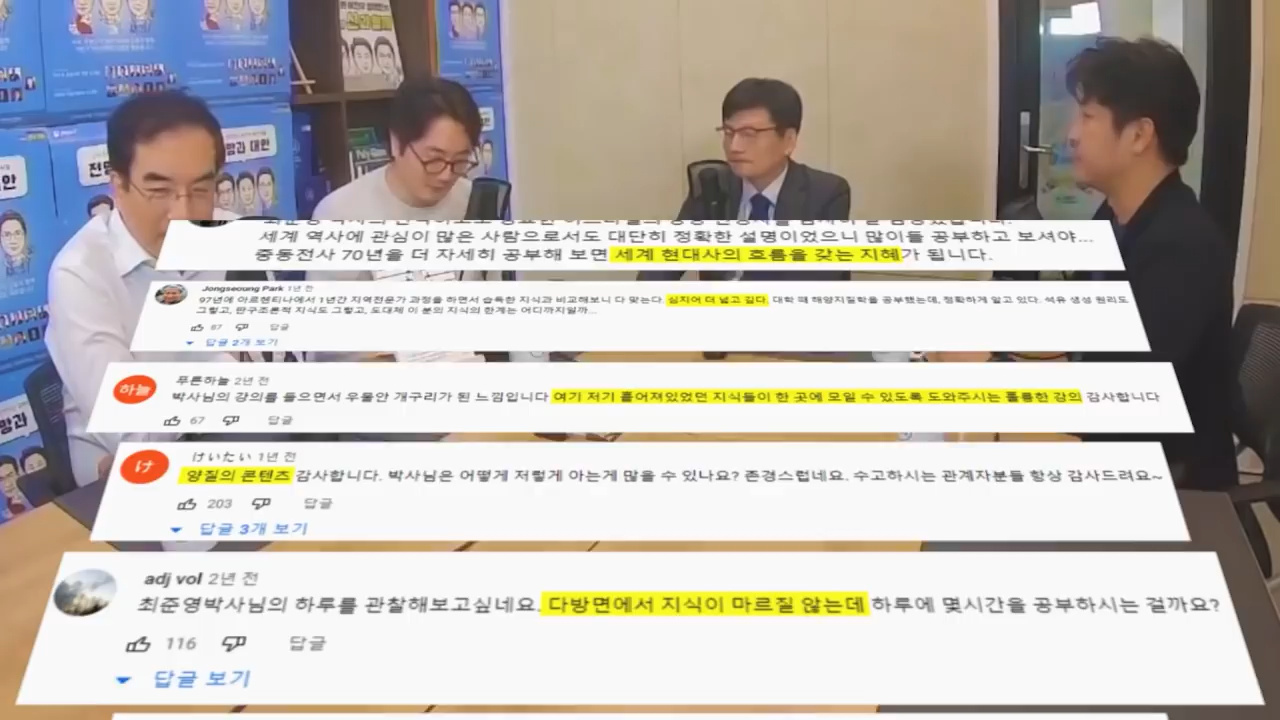 전망
망과 대안
세계 역사에 관심이 많은 사람으로서도 대단히 정확한 설명이었으니 많이들 공부하고 보셔야...
중동전사 70년을 더 자세히 공부해 보면 세계 현대사의 흐름을 갖는 지혜가 됩니다.
Jongseoung Park 1년 전
97년에 아르헨티나에서 1년간 지역전문가 과정을 하면서 습득한 지식과 비교해보니 다 맞는다. 심지어 더 넓고 깊다. 대학 때 해양지질학을 공부했는데, 정확하게 알고 있다. 석유 생성 원리도
그렇고, 판구조론적 지식도 그렇고, 도대체 이 분의 지식의 한계는 어디까지일까...
87 답글
답글 2개 보기
하늘
푸른하늘 2년 전
박사님의 강의를 들으면서 우물안 개구리가 된 느낌입니다 여기 저기 흩어져있었던 지식들이 한 곳에 모일 수 있도록 도와주시는 훌륭한 강의 감사합니다
67 답글
け
けいたい 1년 전
양질의 콘텐츠 감사합니다. 박사님은 어떻게 저렇게 아는게 많을 수 있나요? 존경스럽네요. 수고하시는 관계자분들 항상 감사드려요~
203 답글
답글 3개 보기
adj vol 2년 전
최준영박사님의 하루를 관찰해보고싶네요. 다방면에서 지식이 마르질 않는데 하루에 몇시간을 공부하시는 걸까요?
116 답글
답글 보기